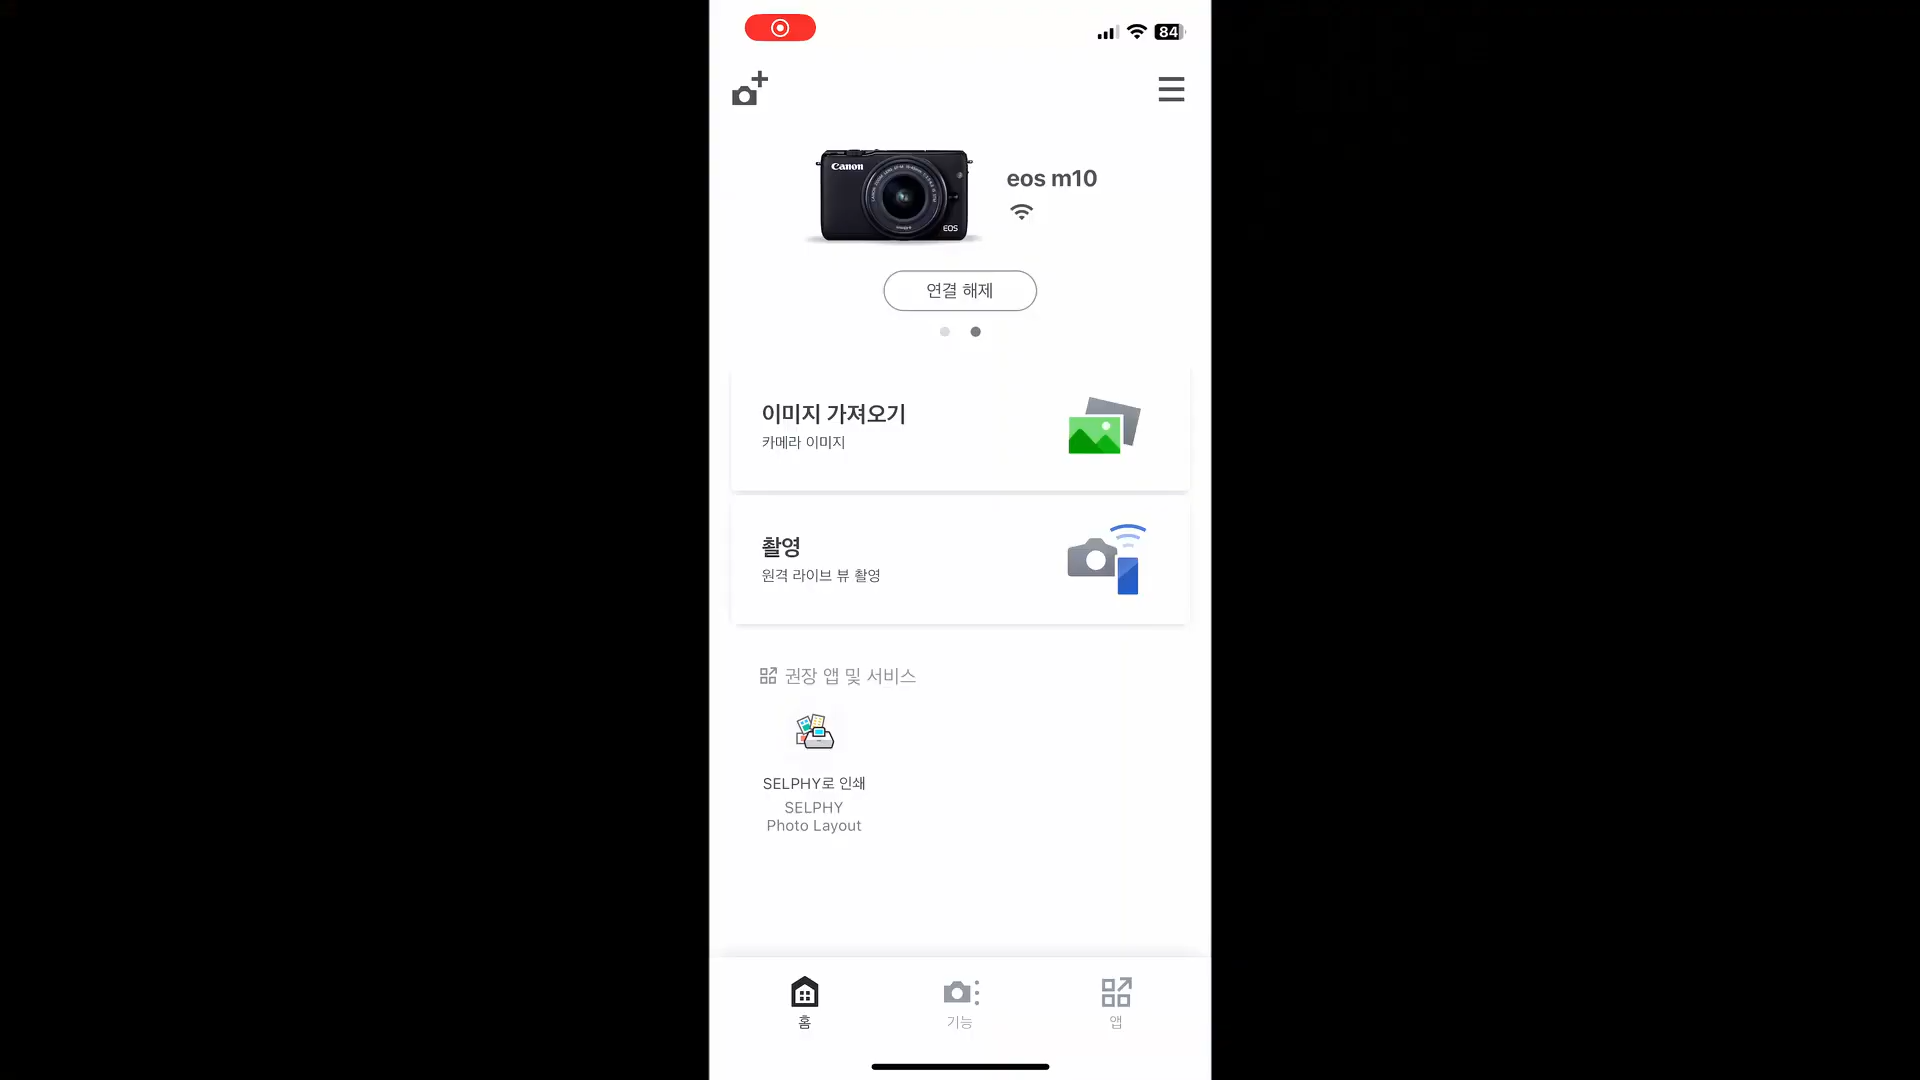 84
Canon
EOS
eos m10
연결 해제
이미지 가져오기
카메라 이미지
촬영
원격 라이브 뷰 촬영
권장 앱 및 서비스
SELPHY로 인쇄
SELPHY
Photo Layout
홈
기능
앱